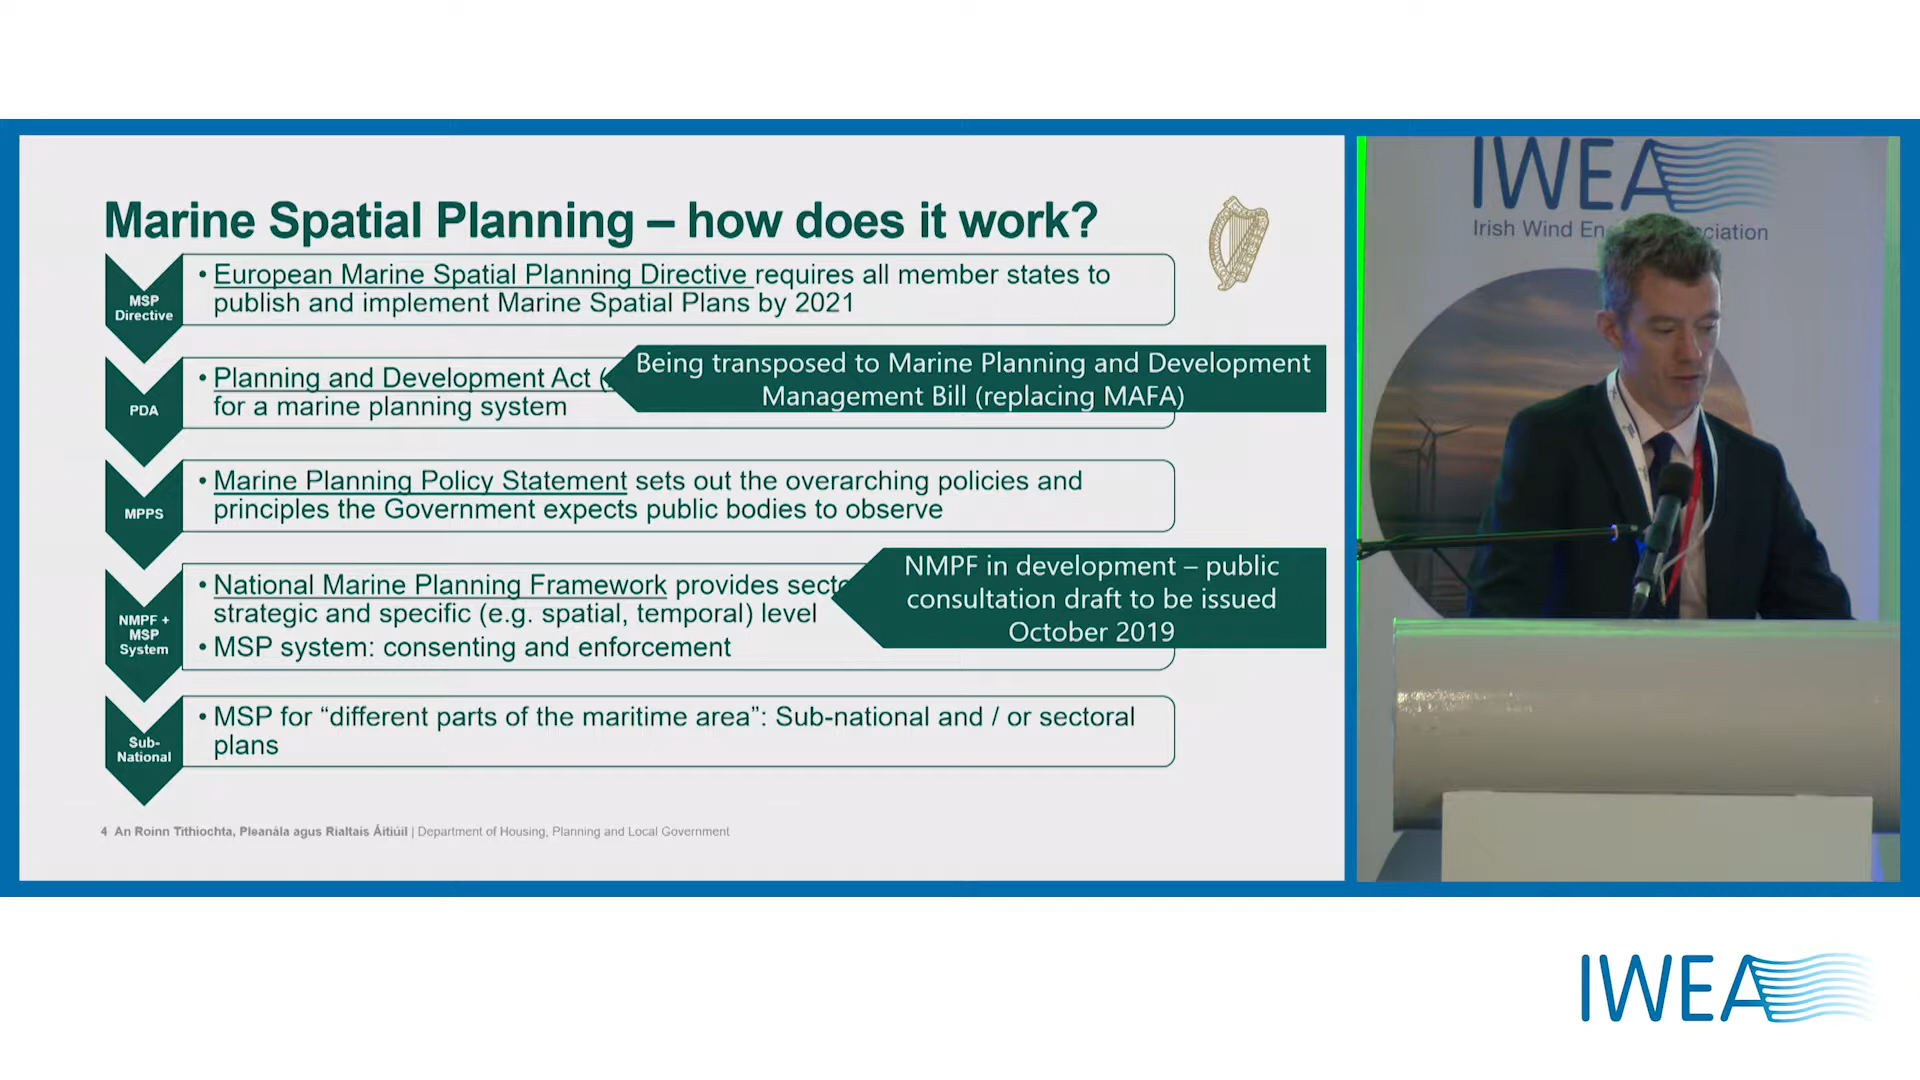 Marine Spatial Planning – how does it work?
MSP
Directive
• European Marine Spatial Planning Directive requires all member states to
publish and implement Marine Spatial Plans by 2021
PDA
• Planning and Development Act (
for a marine planning system
Being transposed to Marine Planning and Development
Management Bill (replacing MAFA)
MPPS
• Marine Planning Policy Statement sets out the overarching policies and
principles the Government expects public bodies to observe
NMPF +
MSP
System
• National Marine Planning Framework provides
strategic and specific (e.g. spatial, temporal) level
• MSP system: consenting and enforcement
NMPF in development – public
consultation draft to be issued
October 2019
Sub-
National
• MSP for “different parts of the maritime area”: Sub-national and / or sectoral
plans
4 An Roinn Tithíochta, Pleanála agus Rialtais Áitiúil | Department of Housing, Planning and Local Government
IWEA
Irish Wind
IWEA